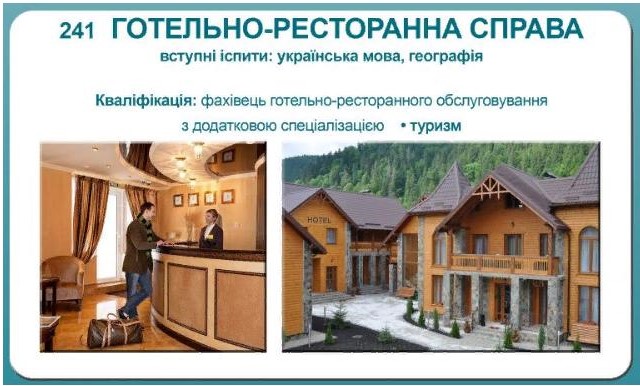 241 ГОТЕЛЬНО-РЕСТОРАННА СПРАВА
вступні іспити: українська мова, географія
Кваліфікація: фахівець готельно-ресторанного обслуговування
з додатковою спеціалізацією • туризм
HOTEL